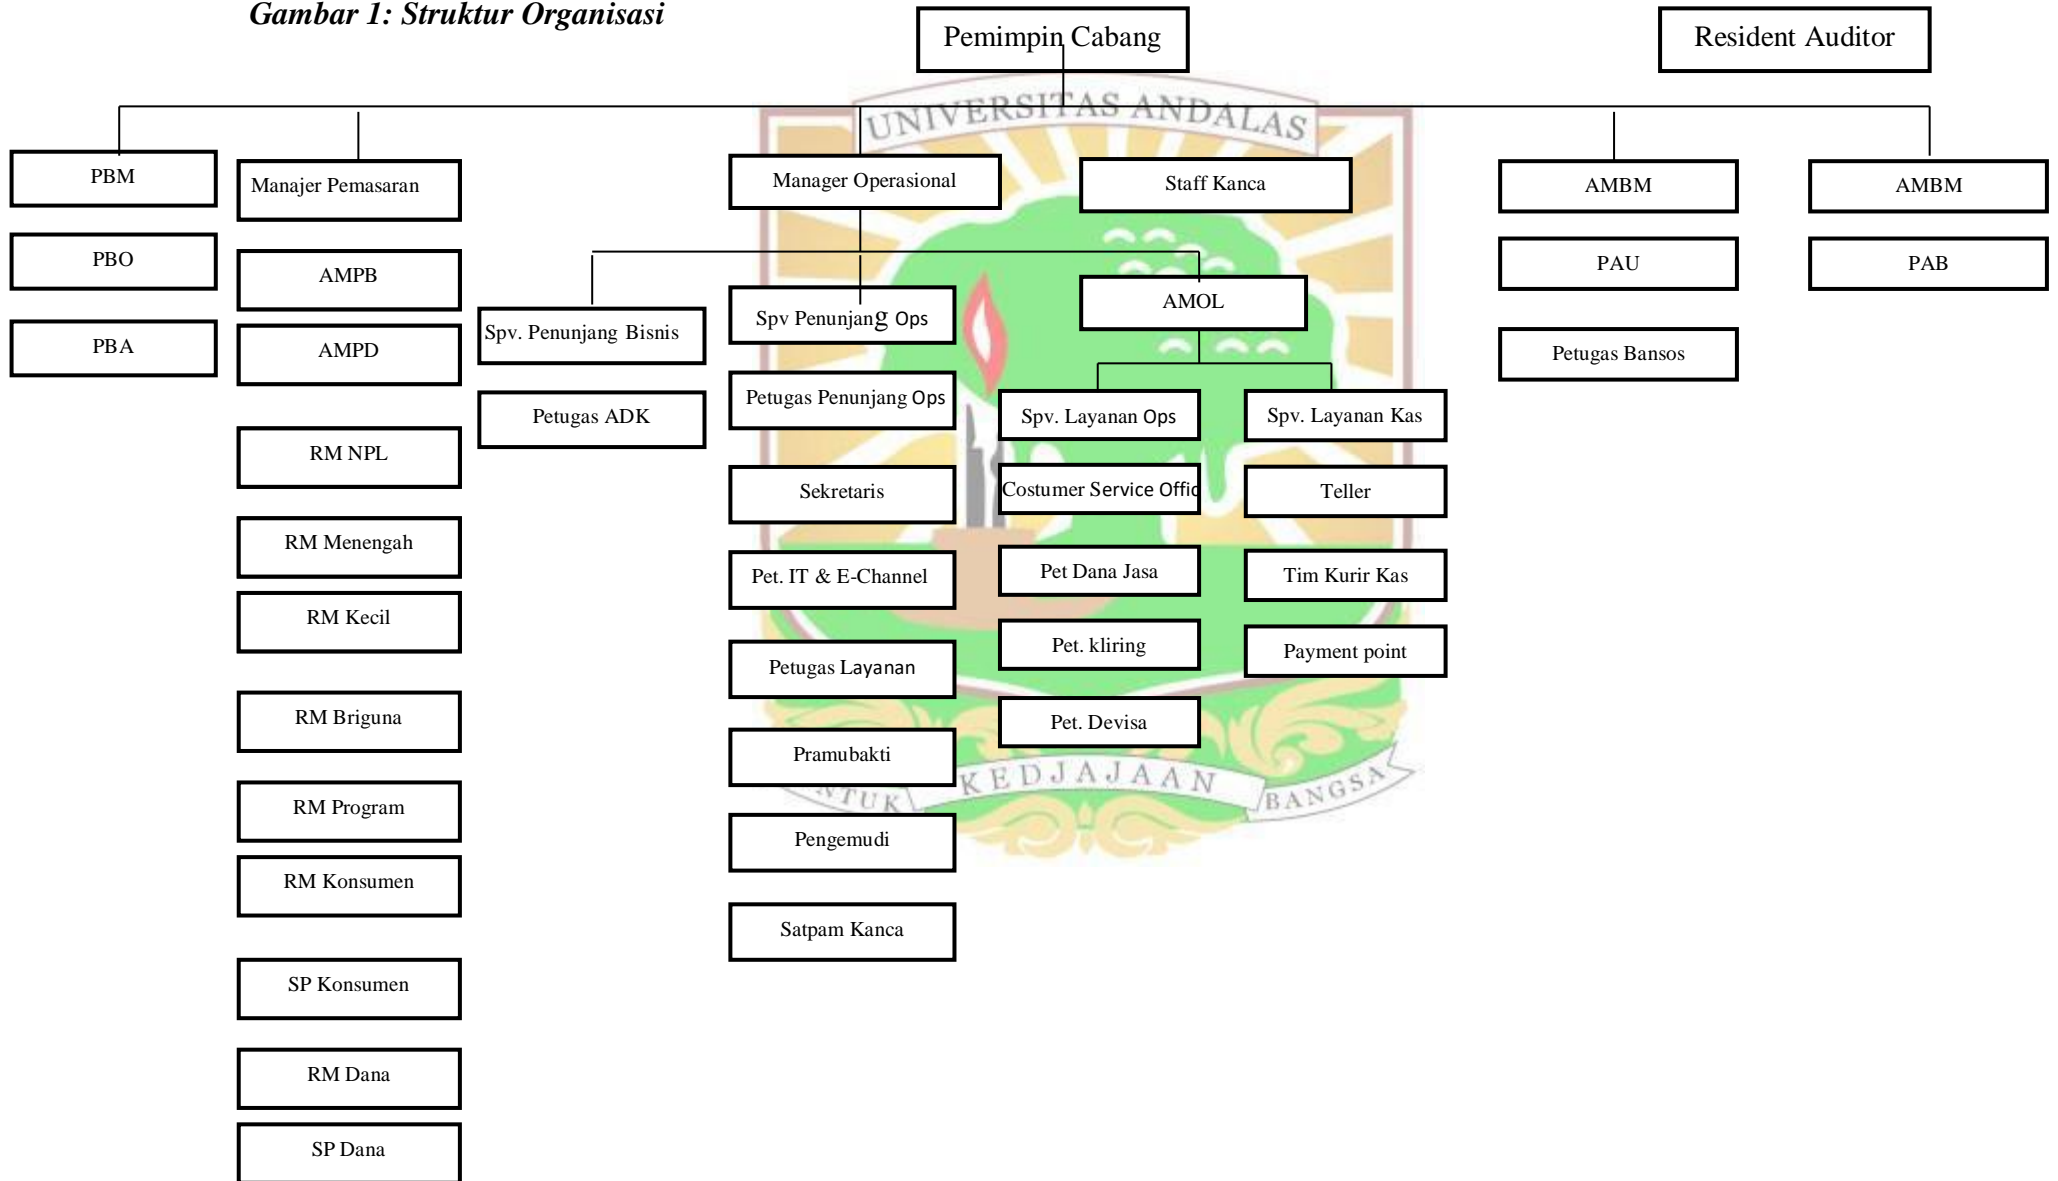 Gambar 1: Struktur Organisasi
Pemimpin Cabang
Resident Auditor
UNIVERSITAS ANDALAS
PBM
Manajer Pemasaran
Manager Operasional
Staff Kanca
AMBM
AMBM
PBO
AMPB
PAU
PAB
PBA
AMPD
Spv. Penunjang Bisnis
Spv Penunjang Ops
AMOL
Petugas Bansos
RM NPL
Petugas ADK
Petugas Penunjang Ops
Spv. Layanan Ops
Spv. Layanan Kas
RM Menengah
Sekretaris
Costumer Service Offic
Teller
RM Kecil
Pet. IT & E-Channel
Pet Dana Jasa
Tim Kurir Kas
Petugas Layanan
Pet. kliring
Payment point
RM Briguna
Pramubakti
Pet. Devisa
NTUK KEDJAJAAN BANGSA
RM Program
Pengemudi
RM Konsumen
Satpam Kanca
SP Konsumen
RM Dana
SP Dana